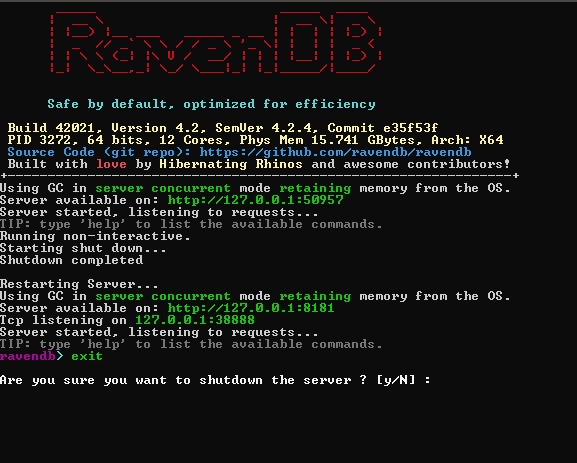 RavenDB
Safe by default, optimized for efficiency
Build 42021, Version 4.2, SemVer 4.2.4, Commit e35f53f
PID 3272, 64 bits, 12 Cores, Phys Mem 15.741 GBytes, Arch: X64
Source Code (git repo): https://github.com/ravendb/ravendb
Built with love by Hibernating Rhinos and awesome contributors!
+---------------------------------------------------------------+
Using GC in server concurrent mode retaining memory from the OS.
Server available on: http://127.0.0.1:50957
Server started, listening to requests...
TIP: type 'help' to list the available commands.
Running non-interactive.
Starting shut down...
Shutdown completed
Restarting Server...
Using GC in server concurrent mode retaining memory from the OS.
Server available on: http://127.0.0.1:8181
Tcp listening on 127.0.0.1:38888
Server started, listening to requests...
TIP: type 'help' to list the available commands.
ravendb> exit
Are you sure you want to shutdown the server ? [y/N] :